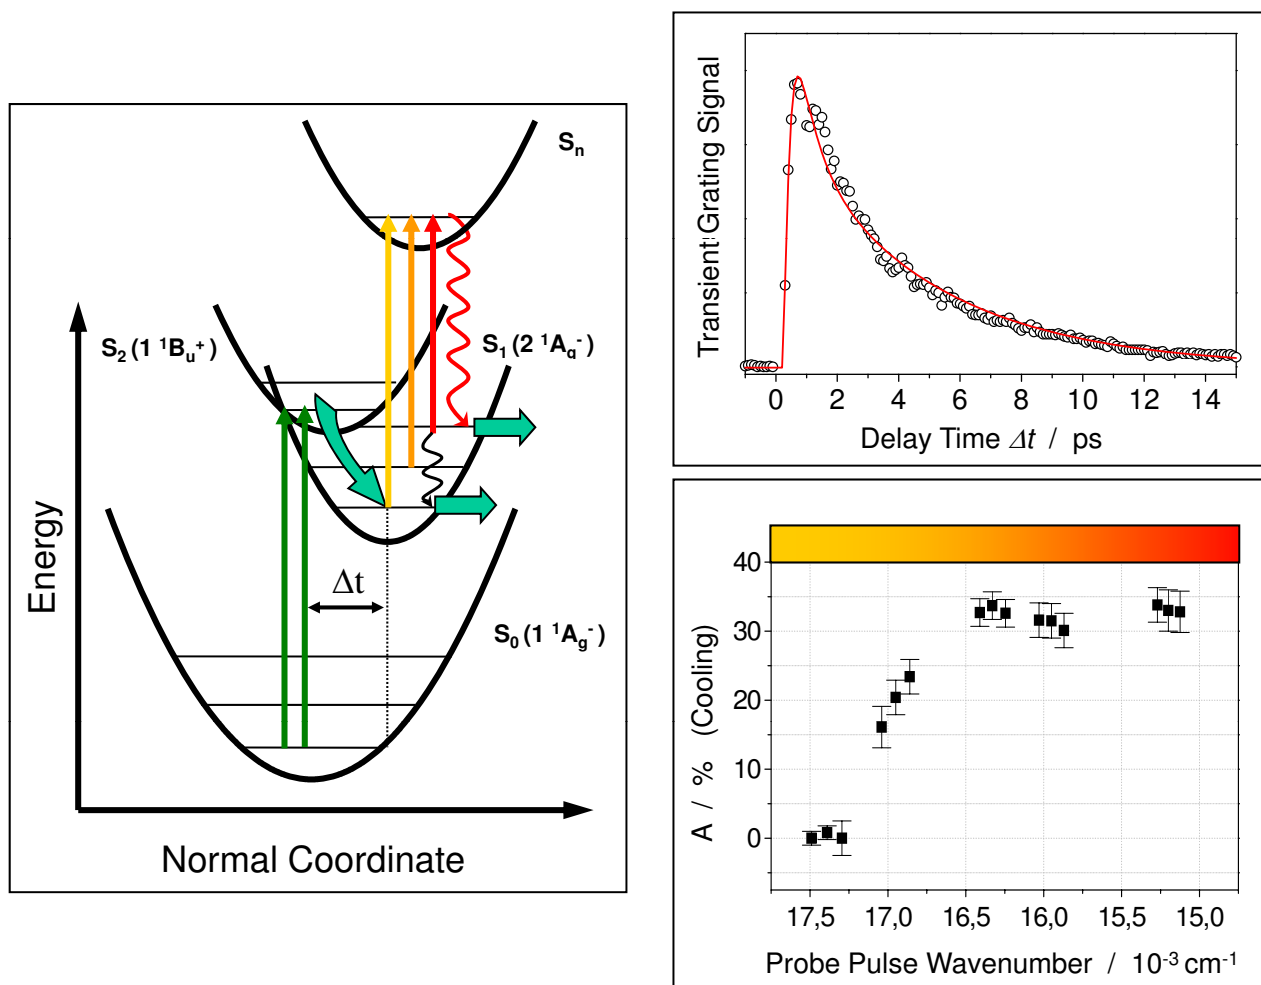 Sₙ
S₂ (1 ¹Bᵤ⁺)
S₁ (2 ¹A_g⁻)
Energy
Δt
S₀ (1 ¹A_g⁻)
Normal Coordinate
Transient Grating Signal
0 2 4 6 8 10 12 14
Delay Time Δt / ps
A / % (Cooling)
40
30
20
10
0
17,5 17,0 16,5 16,0 15,5 15,0
Probe Pulse Wavenumber / 10⁻³ cm⁻¹